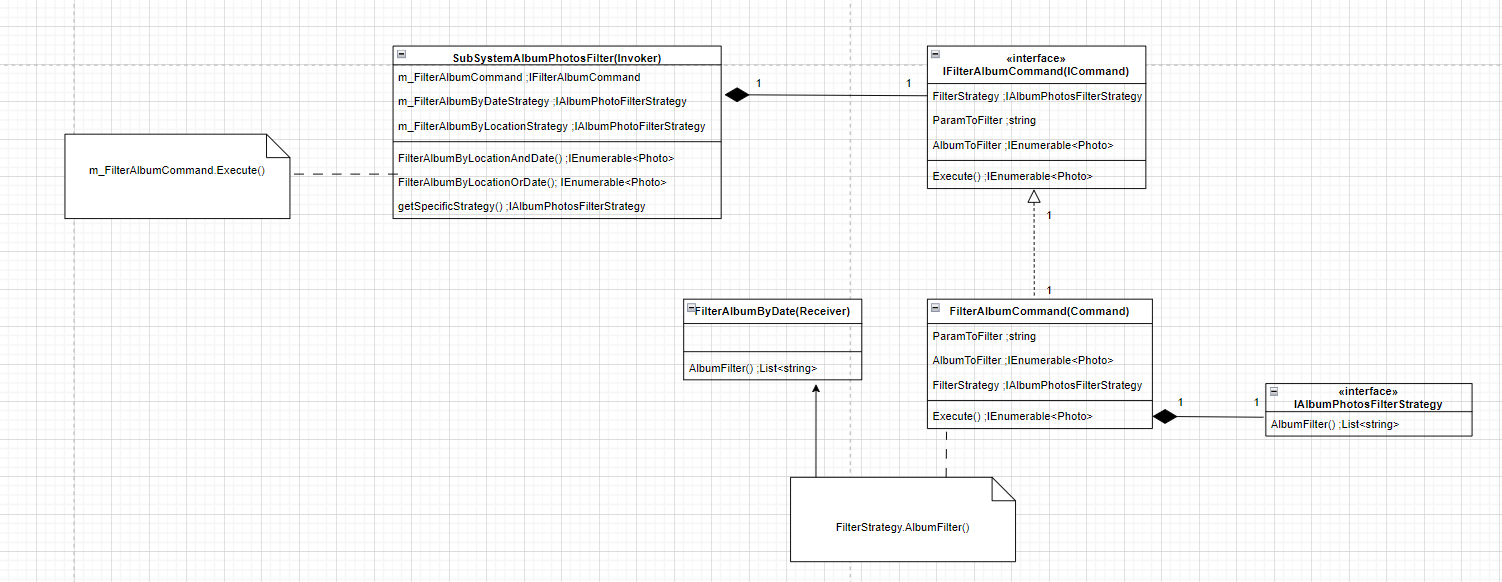 SubSystemAlbumPhotosFilter(Invoker)
m_FilterAlbumCommand ;IFilterAlbumCommand
m_FilterAlbumByDateStrategy ;IAlbumPhotoFilterStrategy
m_FilterAlbumByLocationStrategy ;IAlbumPhotoFilterStrategy
FilterAlbumByLocationAndDate() ;IEnumerable<Photo>
FilterAlbumByLocationOrDate(); IEnumerable<Photo>
getSpecificStrategy() ;IAlbumPhotosFilterStrategy
1
1
«interface»
IFilterAlbumCommand(ICommand)
FilterStrategy ;IAlbumPhotosFilterStrategy
ParamToFilter ;string
AlbumToFilter ;IEnumerable<Photo>
Execute() ;IEnumerable<Photo>
m_FilterAlbumCommand.Execute()
1
1
FilterAlbumByDate(Receiver)
AlbumFilter() ;List<string>
FilterAlbumCommand(Command)
ParamToFilter ;string
AlbumToFilter ;IEnumerable<Photo>
FilterStrategy ;IAlbumPhotosFilterStrategy
Execute() ;IEnumerable<Photo>
1
1
«interface»
IAlbumPhotosFilterStrategy
AlbumFilter() ;List<string>
FilterStrategy.AlbumFilter()